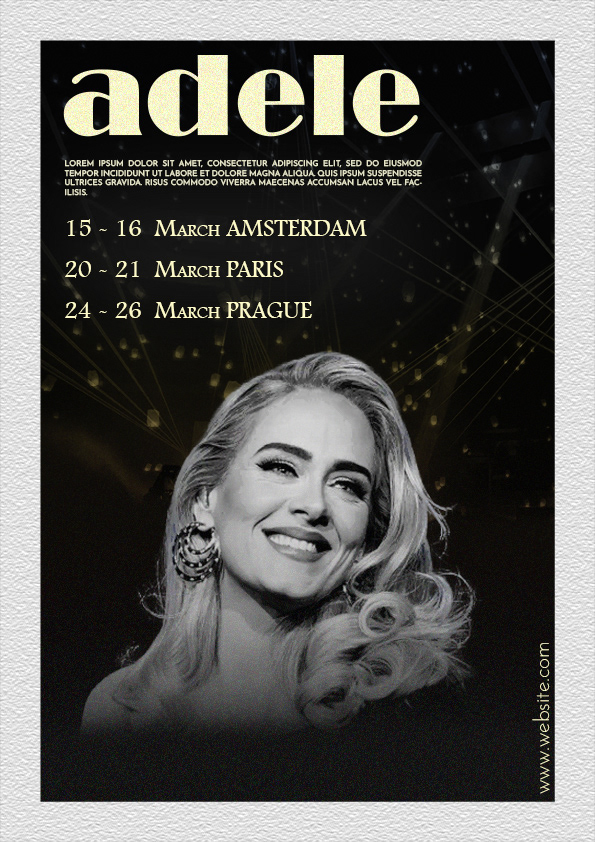 adele
LOREM IPSUM DOLOR SIT AMET, CONSECTETUR ADIPISCING ELIT, SED DO EIUSMOD
TEMPOR INCIDIDUNT UT LABORE ET DOLORE MAGNA ALIQUA. QUIS IPSUM SUSPENDISSE
ULTRICES GRAVIDA. RISUS COMMODO VIVERRA MAECENAS ACCUMSAN LACUS VEL FAC-
ILISIS.
15 ~ 16 March AMSTERDAM
20 ~ 21 March PARIS
24 ~ 26 March PRAGUE
www.website.com